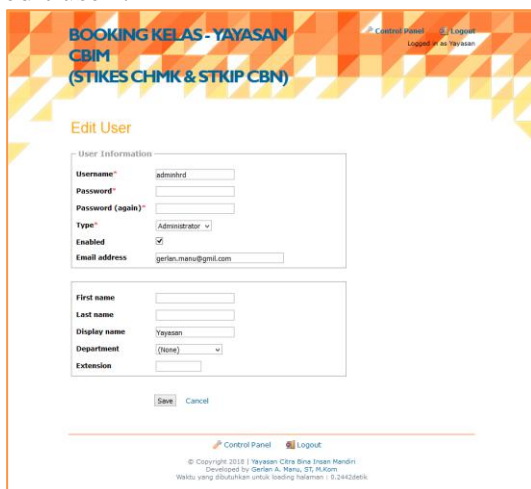 BOOKING KELAS - YAYASAN
CBIM
(STIKES CHMK & STKIP CBN)
Control Panel Logout
Logged in as Yayasan
Edit User
User Information
Username* adminhrd
Password*
Password (again)*
Type* Administrator
Enabled
Email address gerlan.manu@gmil.com
First name
Last name
Display name Yayasan
Department (None)
Extension
Save Cancel
Control Panel Logout
© Copyright 2018 | Yayasan Citra Bina Insan Mandiri
Developed by Gerlan A. Manu, ST, M.Kom
Waktu yang dibutuhkan untuk loading halaman : 0.2442detik